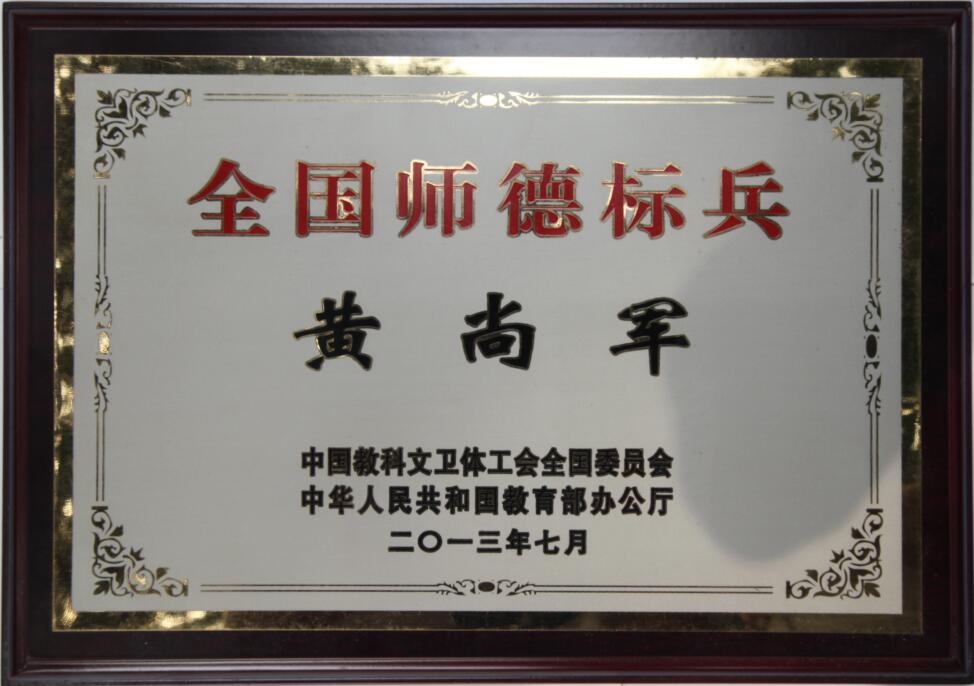 全国师德标兵
黄尚军
中国教科文卫体工会全国委员会
中华人民共和国教育部办公厅
二〇一三年七月